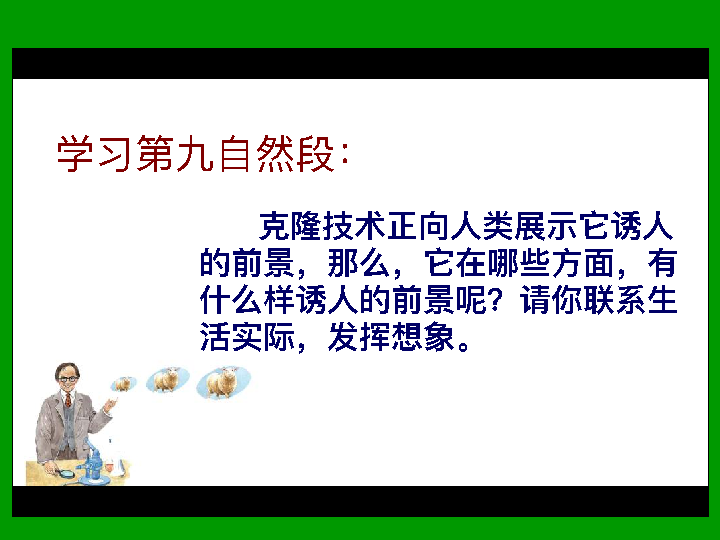 学习第九自然段：
克隆技术正向人类展示它诱人
的前景，那么，它在哪些方面，有
什么样诱人的前景呢？请你联系生
活实际，发挥想象。